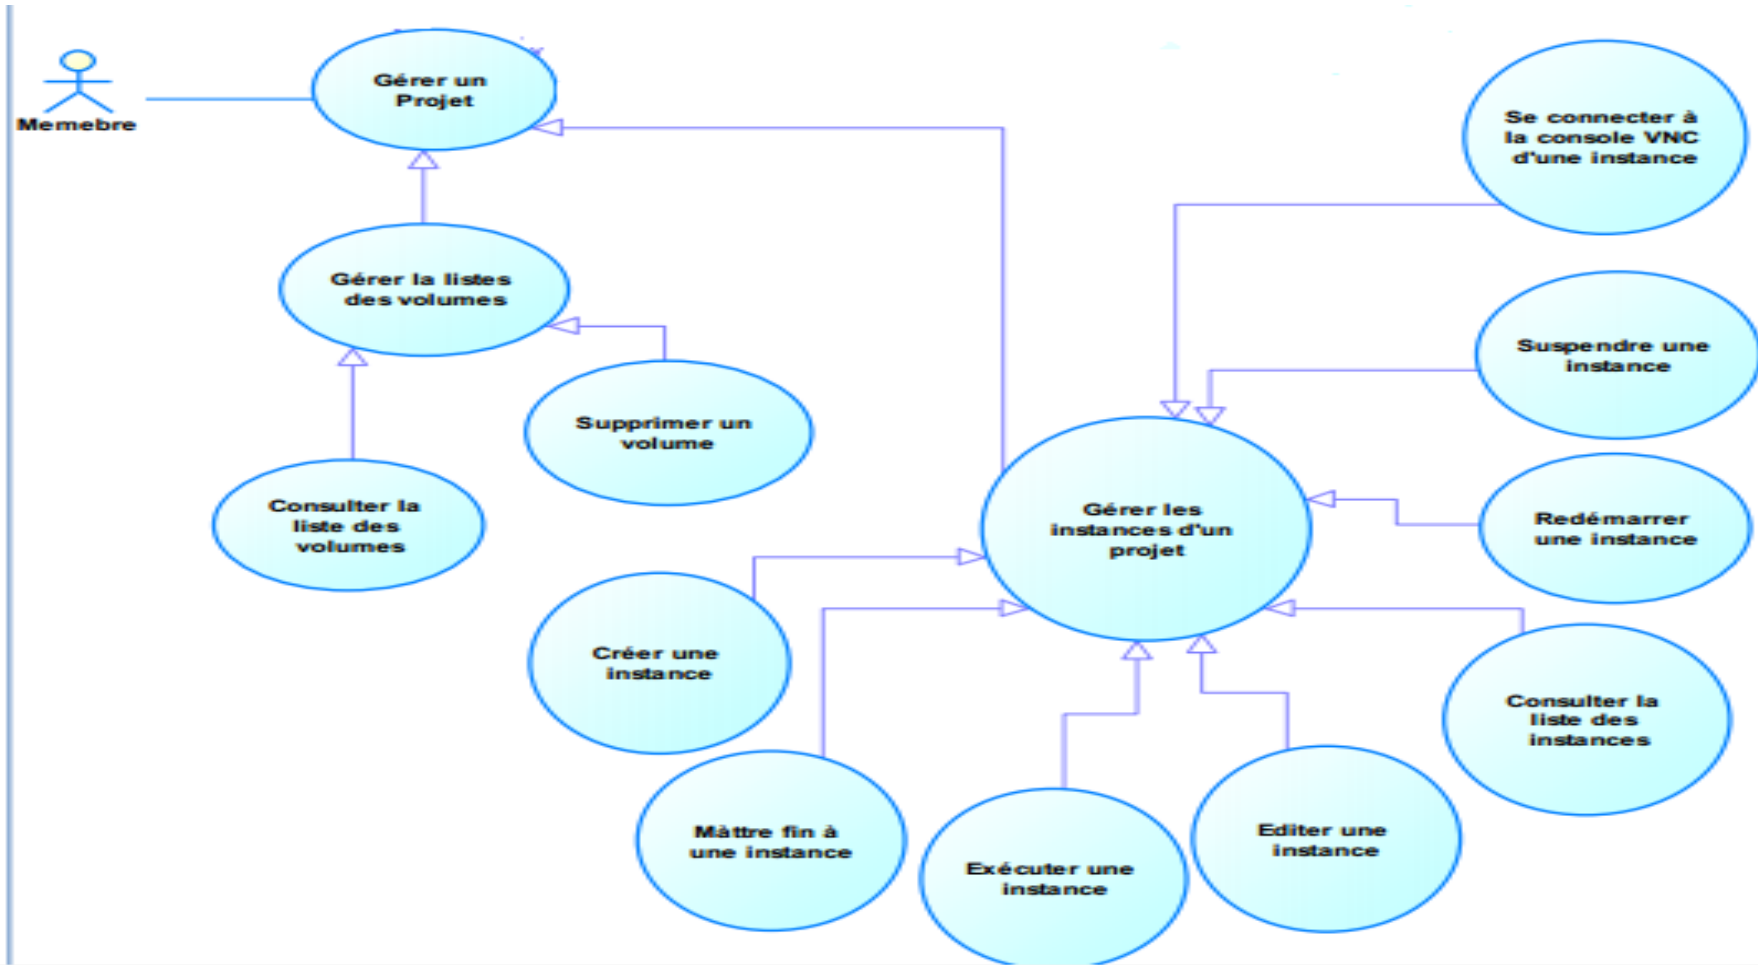 Gérer un
Projet
Memebre
Se connecter à
la console VNC
d'une instance
Gérer la listes
des volumes
Suspendre une
instance
Supprimer un
volume
Consulter la
liste des
volumes
Gérer les
instances d'un
projet
Redémarrer
une instance
Créer une
instance
Consulter la
liste des
instances
Màttre fin à
une instance
Exécuter une
instance
Editer une
instance